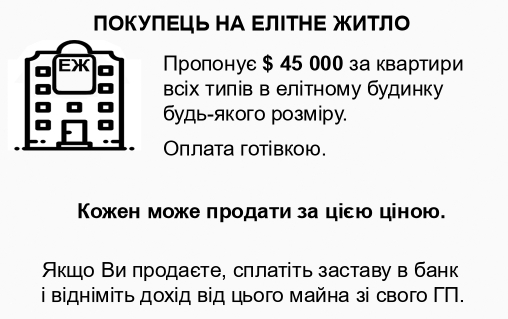 ПОКУПЕЦЬ НА ЕЛІТНЕ ЖИТЛО
ЕЖ
Пропонує $ 45 000 за квартири
всіх типів в елітному будинку
будь-якого розміру.
Оплата готівкою.
Кожен може продати за цією ціною.
Якщо Ви продаєте, сплатіть заставу в банк
і відніміть дохід від цього майна зі свого ГП.